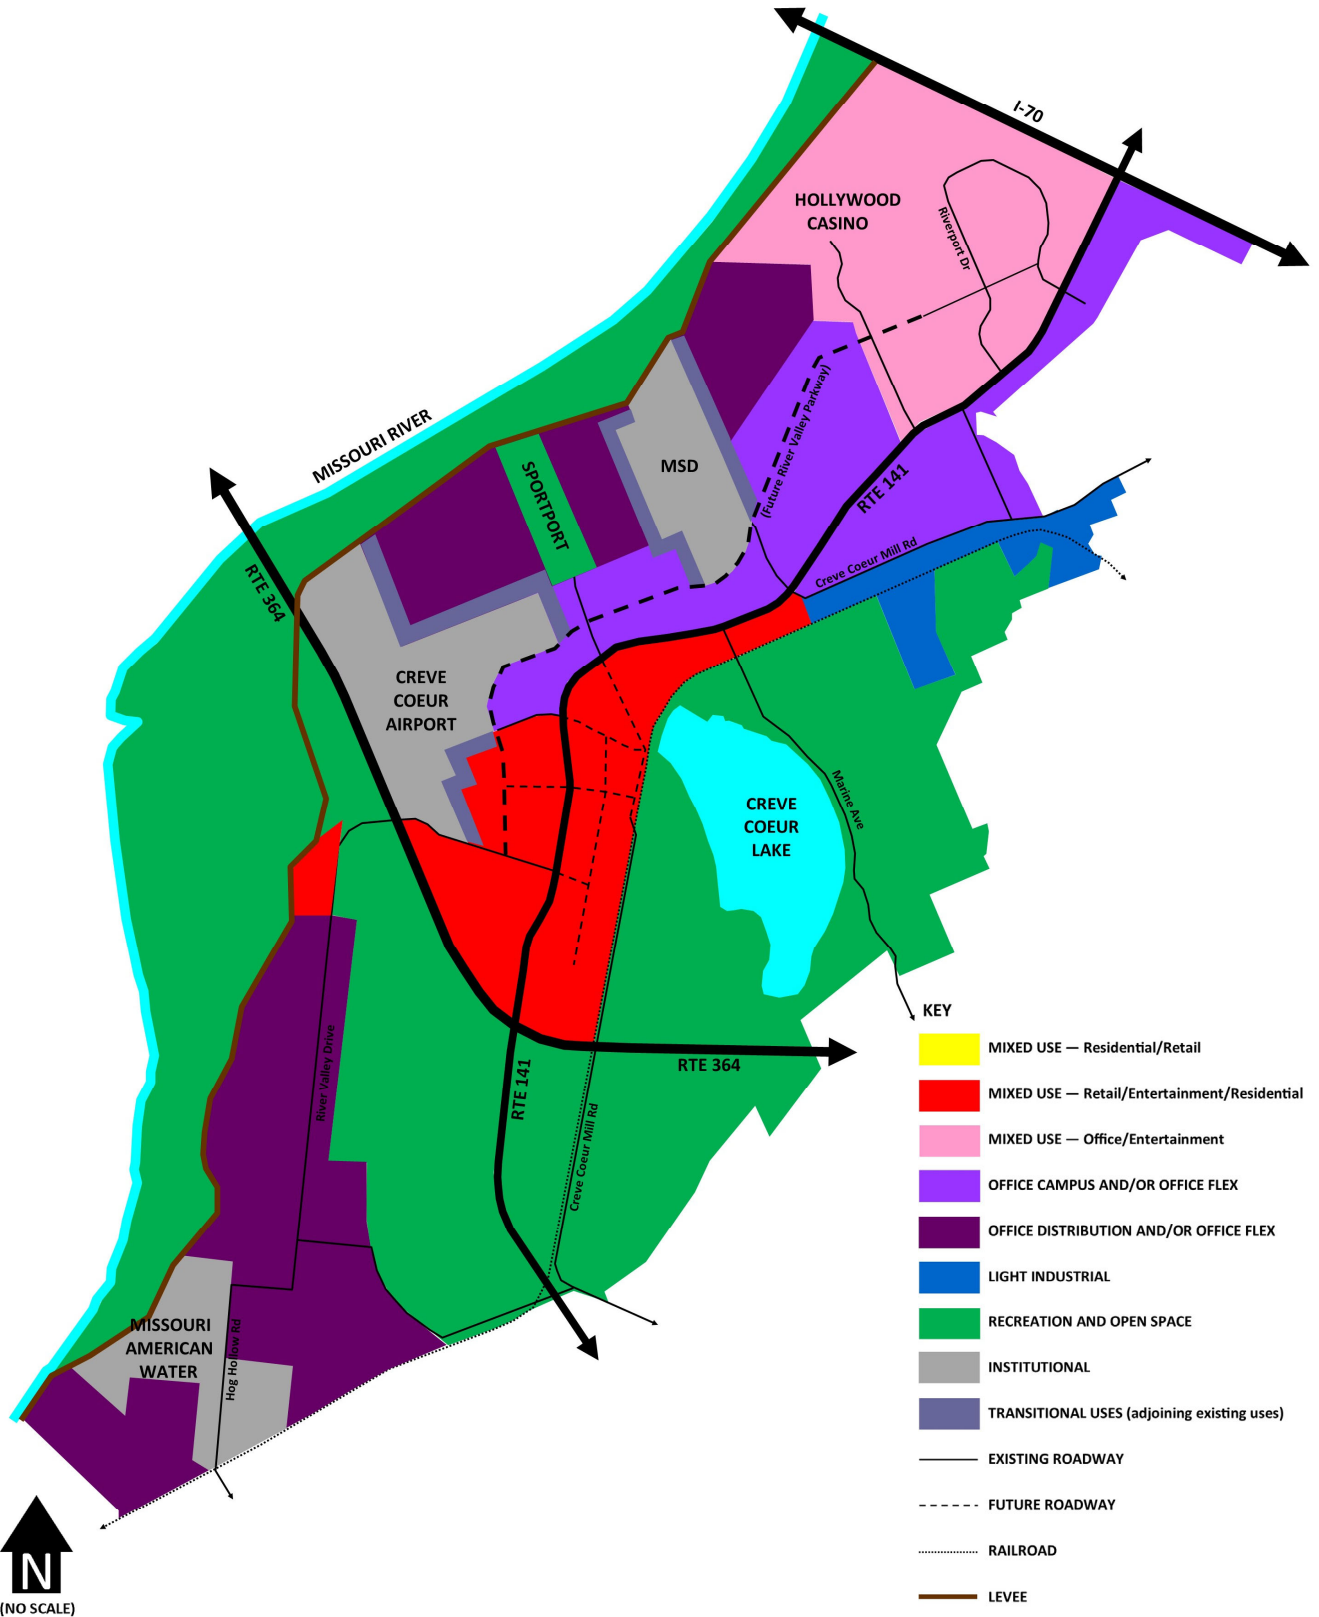 I-70
HOLLYWOOD
CASINO
Riverport Dr
MISSOURI RIVER
(Future River Valley Parkway)
SPORTPORT
MSD
RTE 141
Creve Coeur Mill Rd
RTE 364
CREVE
COEUR
AIRPORT
CREVE
COEUR
LAKE
Marine Ave
River Valley Drive
RTE 141
RTE 364
Creve Coeur Mill Rd
MISSOURI
AMERICAN
WATER
Hog Hollow Rd
KEY
MIXED USE — Residential/Retail
MIXED USE — Retail/Entertainment/Residential
MIXED USE — Office/Entertainment
OFFICE CAMPUS AND/OR OFFICE FLEX
OFFICE DISTRIBUTION AND/OR OFFICE FLEX
LIGHT INDUSTRIAL
RECREATION AND OPEN SPACE
INSTITUTIONAL
TRANSITIONAL USES (adjoining existing uses)
EXISTING ROADWAY
FUTURE ROADWAY
RAILROAD
LEVEE
N
(NO SCALE)